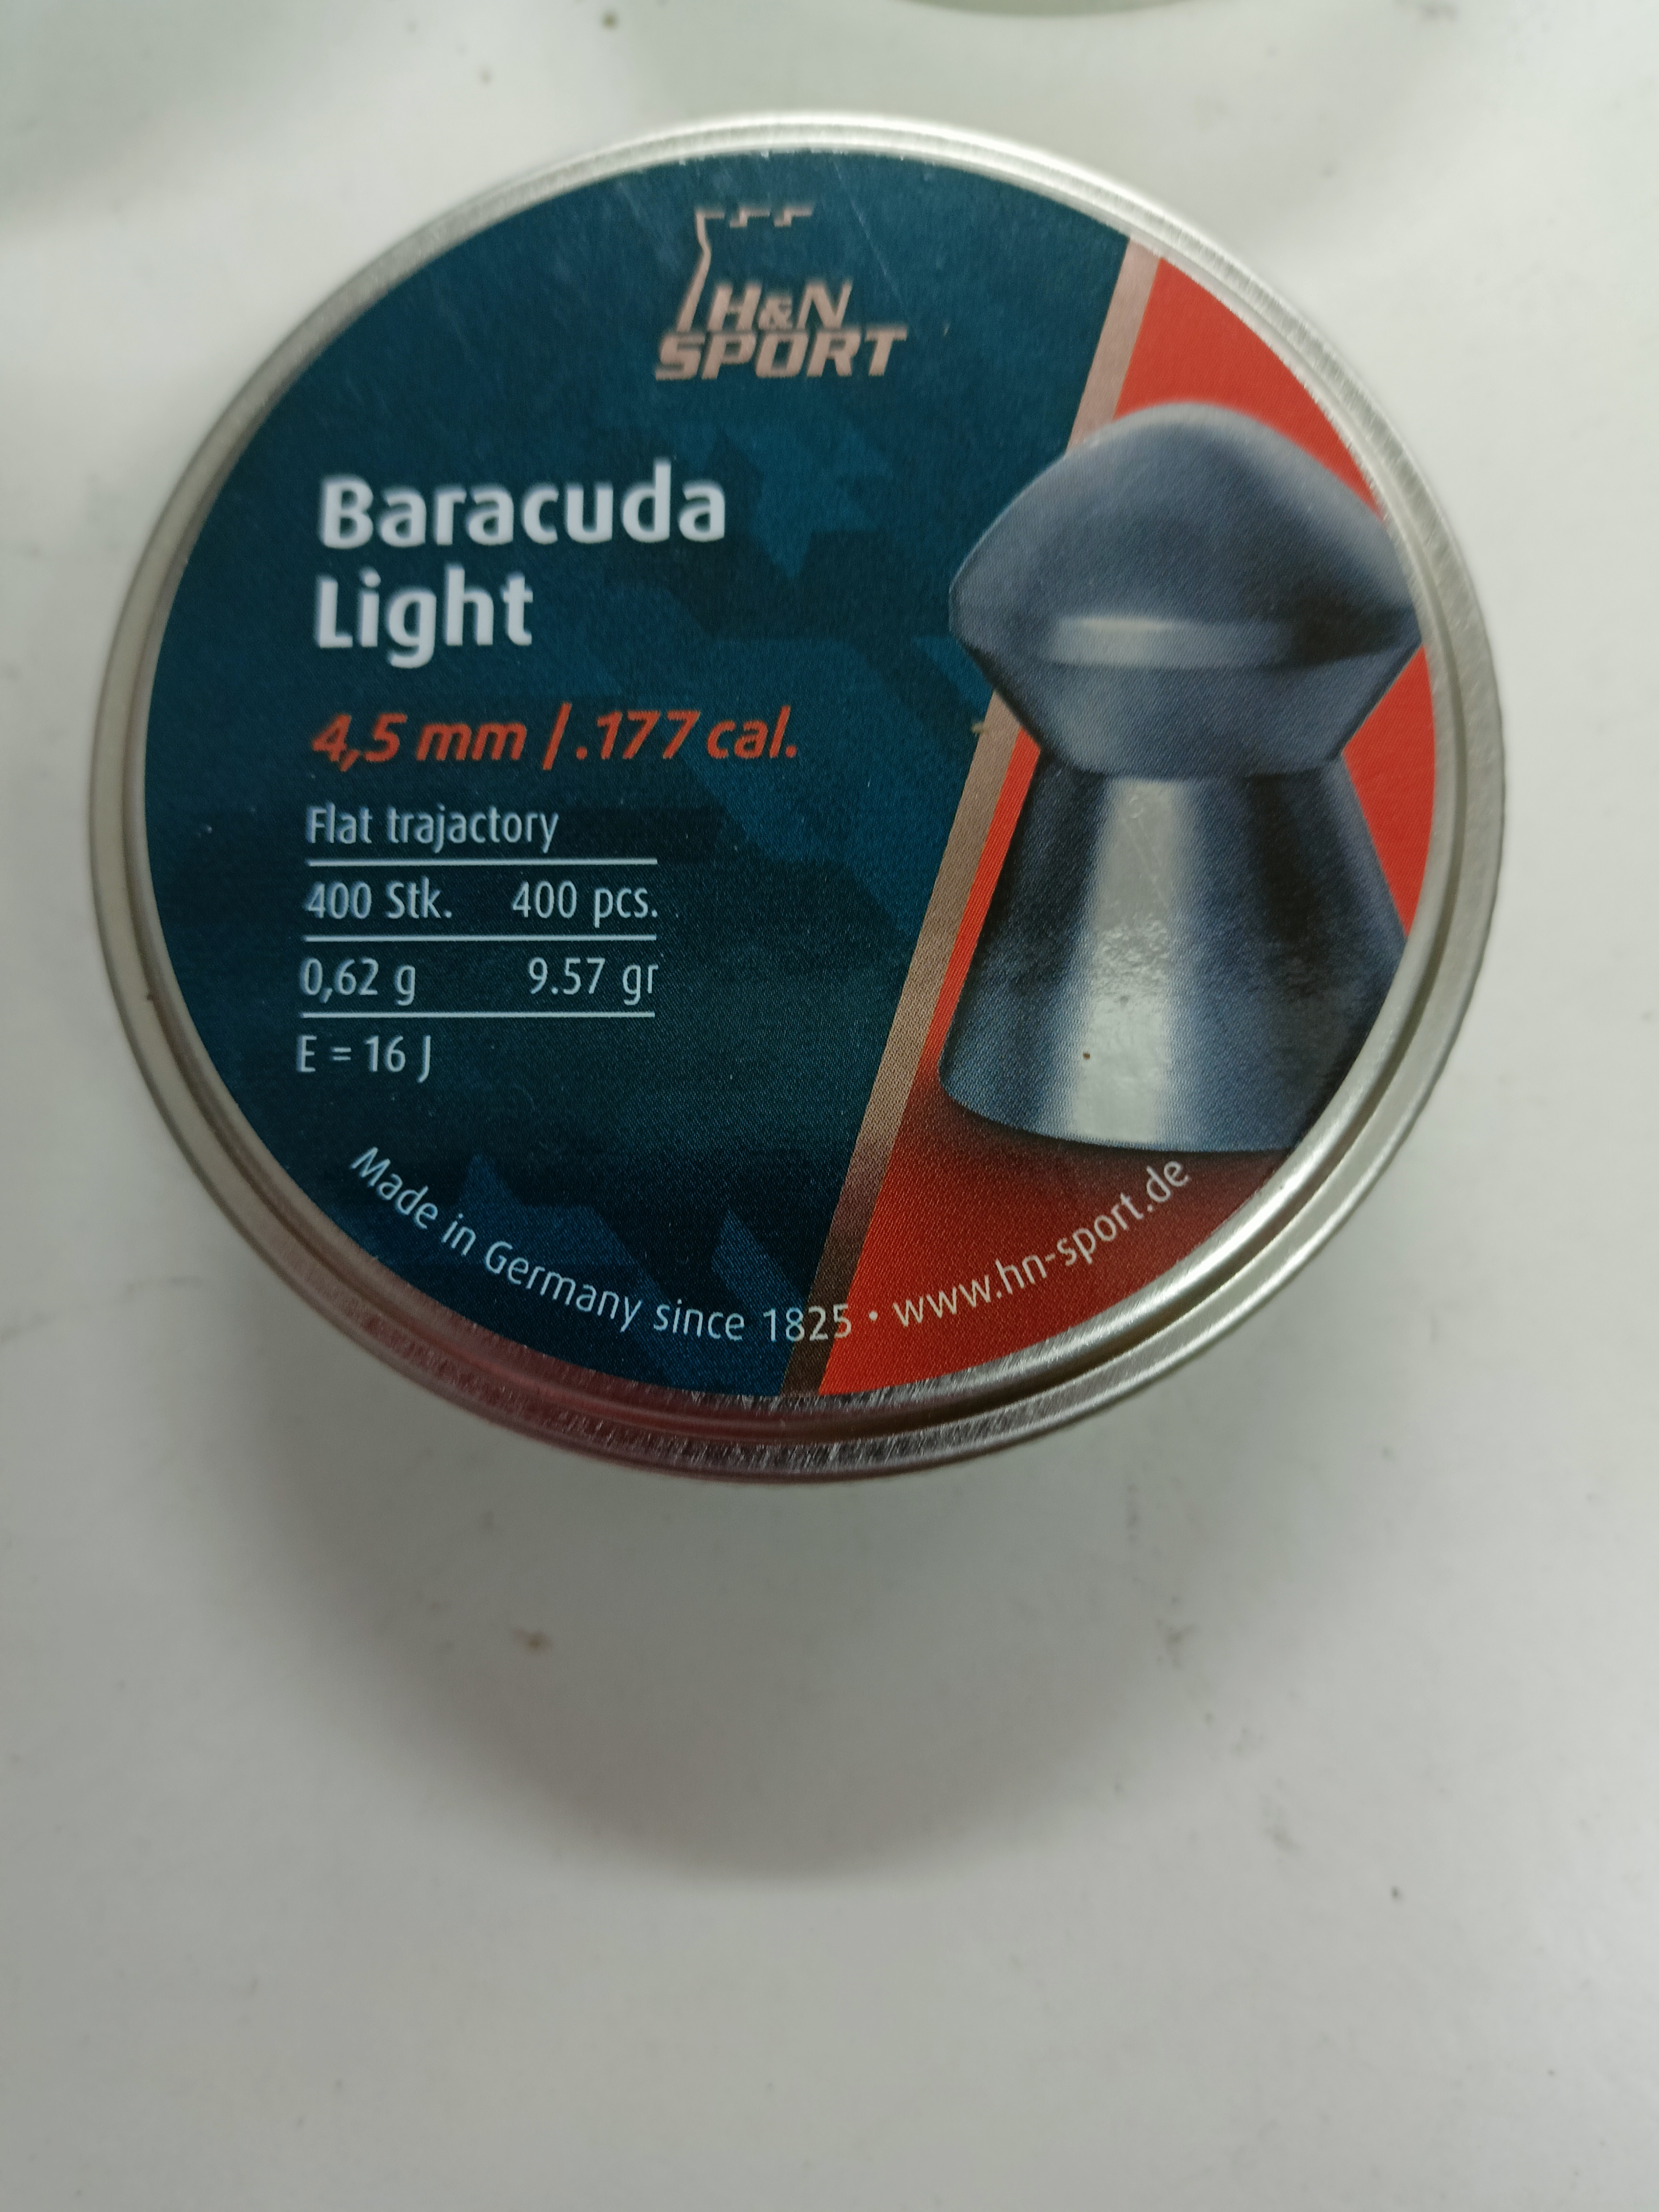 H&N
SPORT
Baracuda
Light
4,5 mm / .177 cal.
Flat trajactory
400 Stk. 400 pcs.
0,62 g 9.57 gr
E = 16 J
Made in Germany since 1825 • www.hn-sport.de